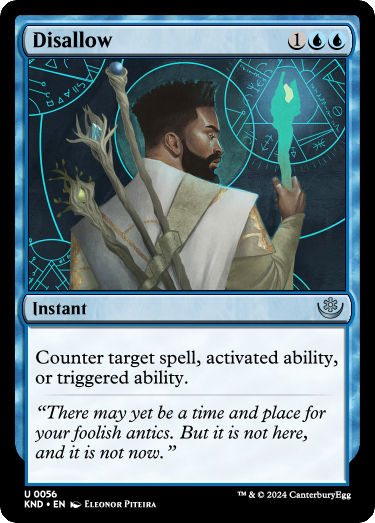 Disallow 1
Instant
Counter target spell, activated ability,
or triggered ability.
“There may yet be a time and place for
your foolish antics. But it is not here,
and it is not now.”
U 0056
KND • EN Eleonor Piteira
™ & © 2024 CanterburyEgg